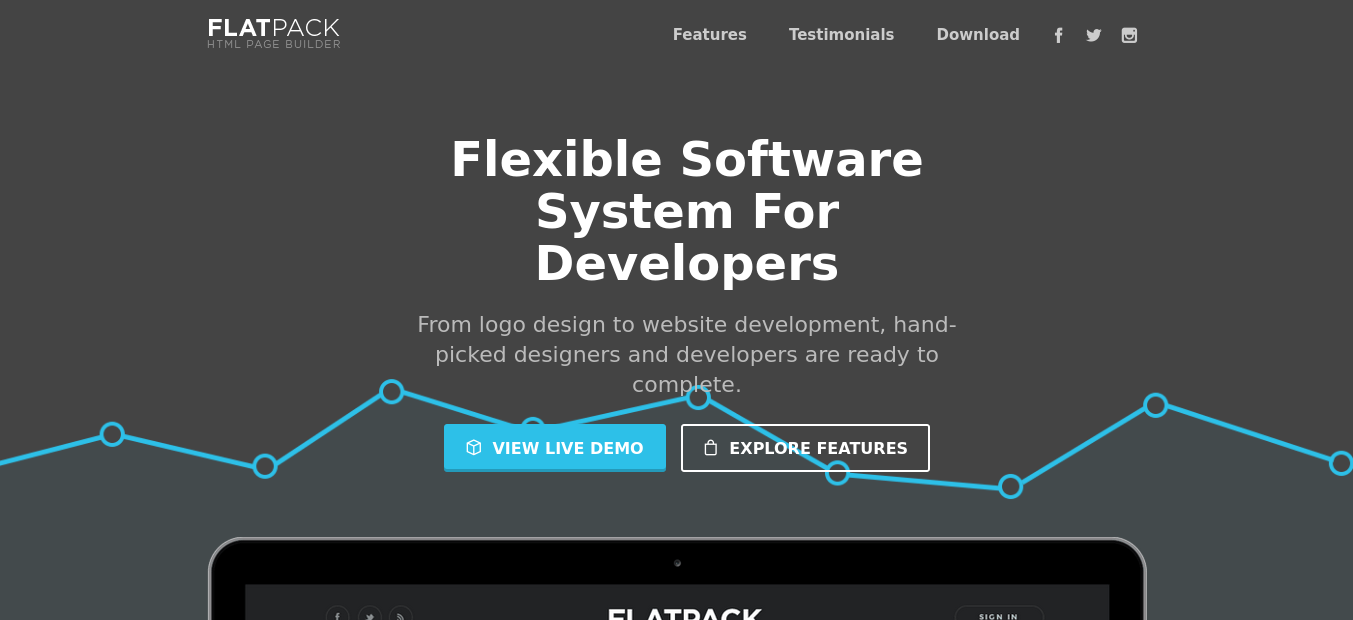 FLATPACK
HTML PAGE BUILDER
Features
Testimonials
Download
Flexible Software
System For
Developers
From logo design to website development, hand-
picked designers and developers are ready to
complete.
VIEW LIVE DEMO
EXPLORE FEATURES
FLATPACK
SIGN IN